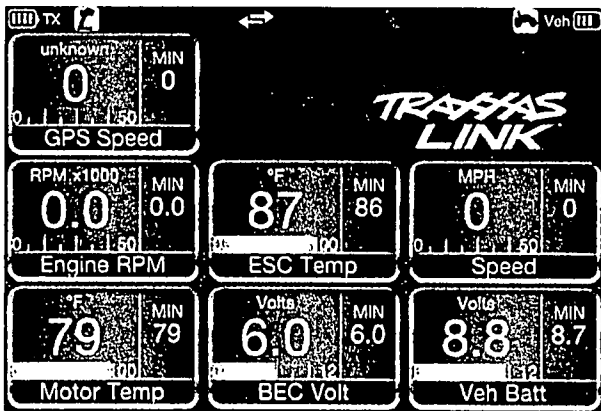 TX Veh
unknown MIN
0 0
0 50
GPS Speed
TRAXXAS
LINK
RPM x1000 MIN °F MIN MPH MIN
0.0 0.0 87 86 0 0
0 50 00 0 50
Engine RPM ESC Temp Speed
°F MIN Volts MIN Volts MIN
79 79 6.0 6.0 8.8 8.7
00 12 12
Motor Temp BEC Volt Veh Batt